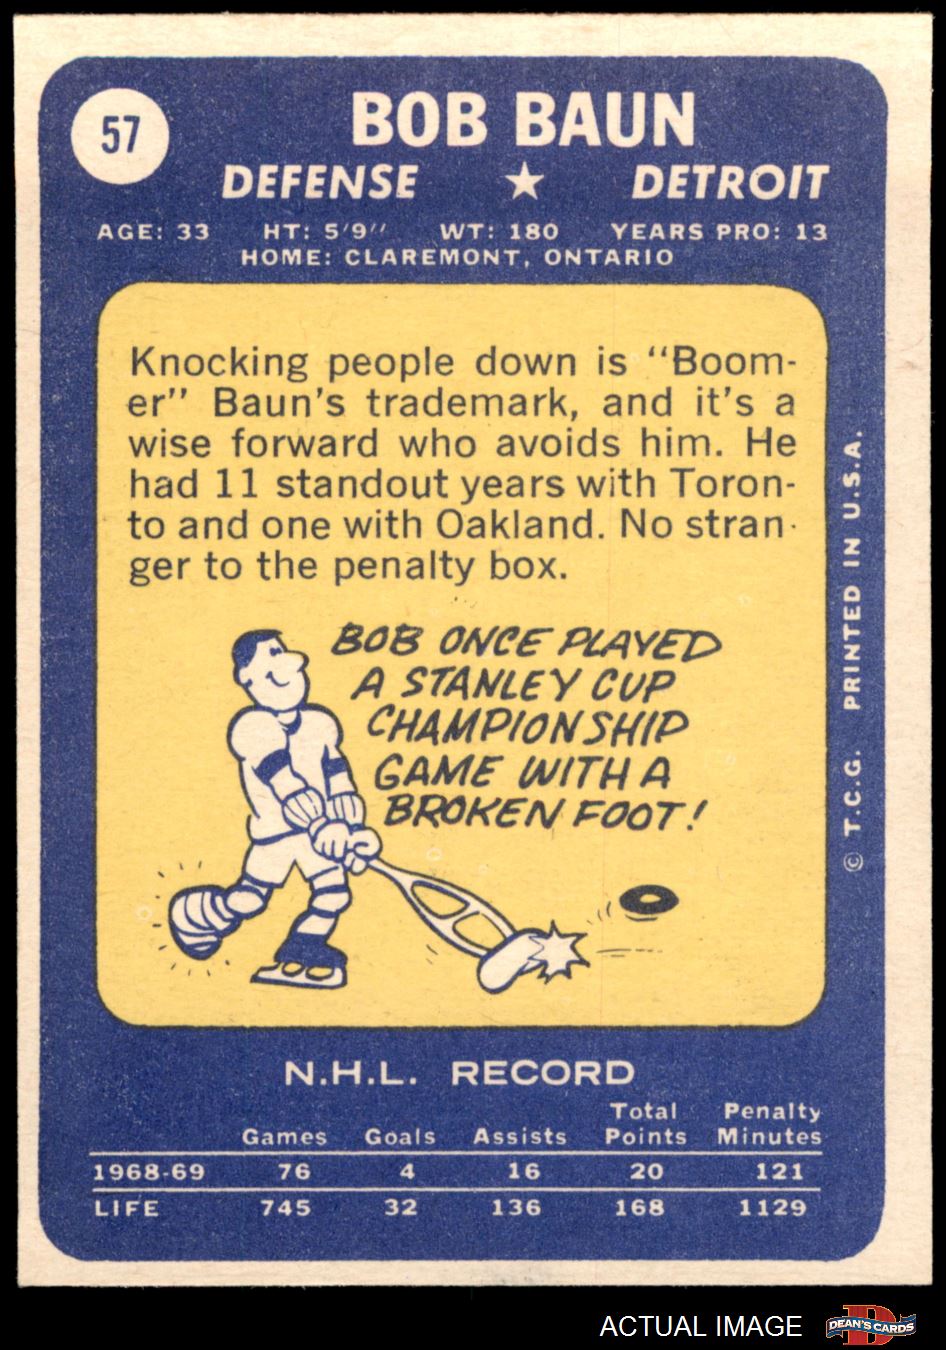 57
BOB BAUN
DEFENSE ★ DETROIT
AGE: 33 HT: 5'9" WT: 180 YEARS PRO: 13
HOME: CLAREMONT, ONTARIO
Knocking people down is "Boom-
er" Baun's trademark, and it's a
wise forward who avoids him. He
had 11 standout years with Toron-
to and one with Oakland. No stran-
ger to the penalty box.
BOB ONCE PLAYED
A STANLEY CUP
CHAMPIONSHIP
GAME WITH A
BROKEN FOOT!
© T.C.G. PRINTED IN U.S.A.
N.H.L. RECORD
Games Goals Assists Total Points Penalty Minutes
1968-69 76 4 16 20 121
LIFE 745 32 136 168 1129
ACTUAL IMAGE
DEAN'S CARDS